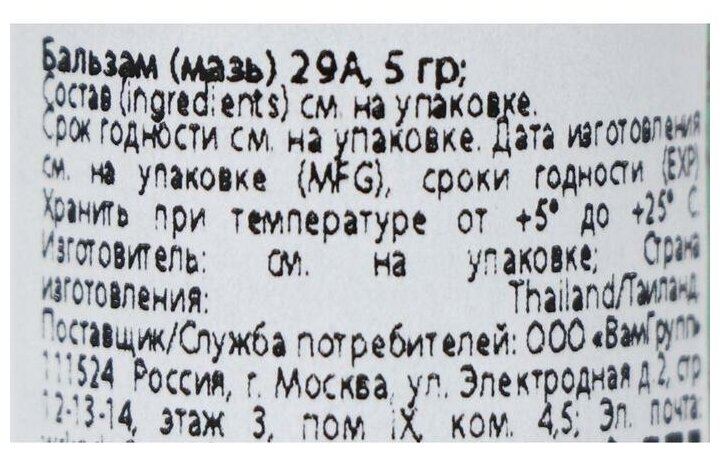 Бальзам (мазь) 29А, 5 гр;
Состав (ingredients) см. на упаковке.
Срок годности см. на упаковке. Дата изготовления
см. на упаковке (MFG), сроки годности (EXP)
Хранить при температуре от +5° до +25° С.
Изготовитель: см. на упаковке; Страна
изготовления: Thailand/Таиланд.
Поставщик/Служба потребителей: ООО «ВамГрупп»
111524 Россия, г. Москва, ул. Электродная д.2, стр
12-13-14, этаж 3, пом IX, ком. 4,5; Эл. почта: